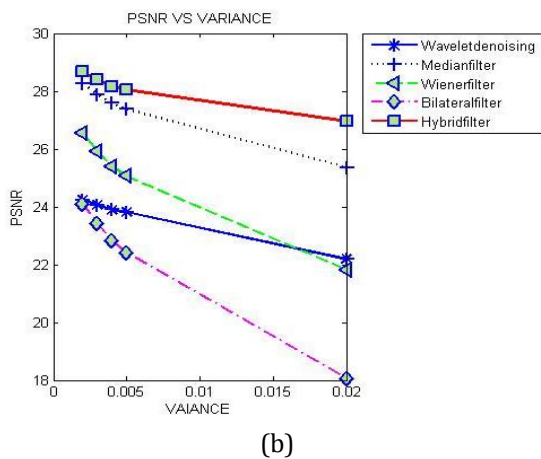 PSNR VS VARIANCE
30
28
26
24
22
20
18
PSNR
0
0.005
0.01
0.015
0.02
VAIANCE
Waveletdenoising
Medianfilter
Wienerfilter
Bilateralfilter
Hybridfilter
(b)